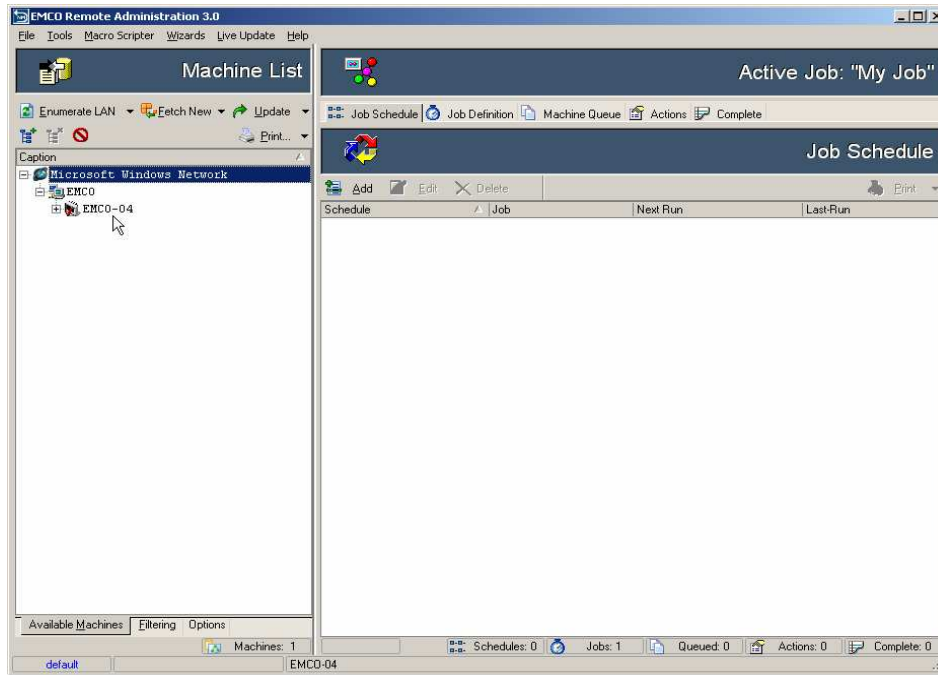 EMCO Remote Administration 3.0
File Tools Macro Scripter Wizards Live Update Help
Machine List
Active Job: "My Job"
Enumerate LAN Fetch New Update
Job Schedule Job Definition Machine Queue Actions Complete
Print...
Job Schedule
Caption
Microsoft Windows Network
Add Edit Delete Print
EMCO
EMCO-04
Schedule Job Next Run Last-Run
Available Machines Filtering Options
Machines: 1
Schedules: 0 Jobs: 1 Queued: 0 Actions: 0 Complete: 0
default EMCO-04